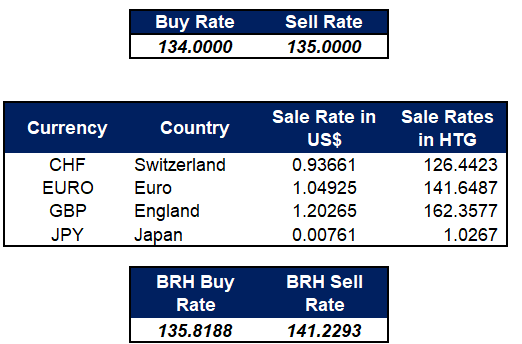 Buy Rate Sell Rate
134.0000 135.0000
Currency Country Sale Rate in US$ Sale Rates in HTG
CHF Switzerland 0.93661 126.4423
EURO Euro 1.04925 141.6487
GBP England 1.20265 162.3577
JPY Japan 0.00761 1.0267
BRH Buy Rate BRH Sell Rate
135.8188 141.2293